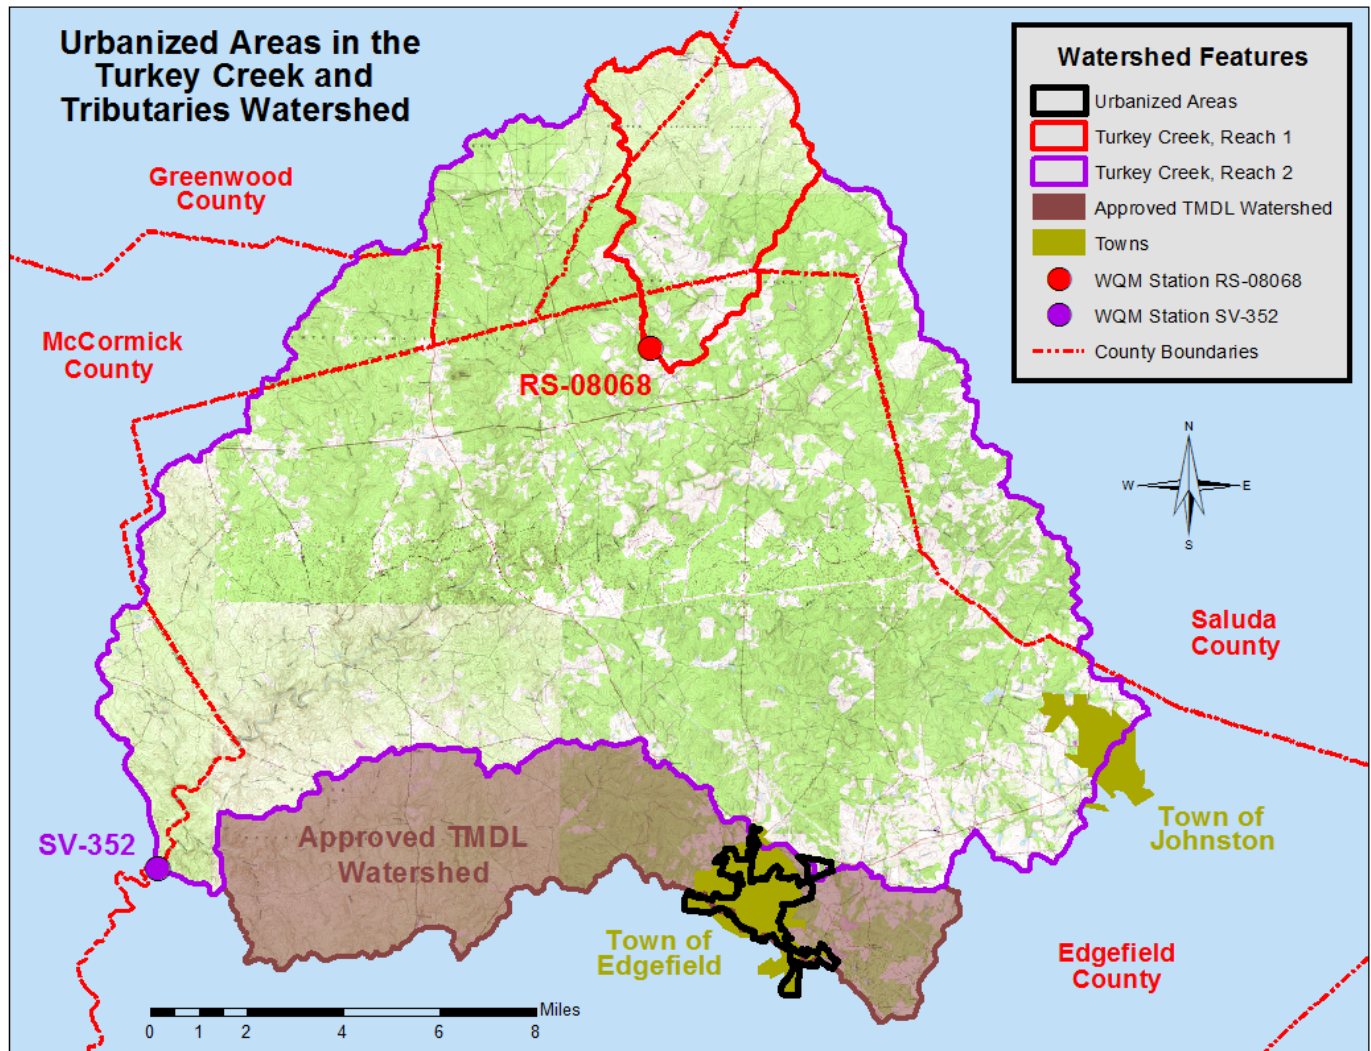 Urbanized Areas in the
Turkey Creek and
Tributaries Watershed
Watershed Features
Urbanized Areas
Turkey Creek, Reach 1
Turkey Creek, Reach 2
Approved TMDL Watershed
Towns
WQM Station RS-08068
WQM Station SV-352
County Boundaries
Greenwood
County
McCormick
County
RS-08068
N
W
E
S
Saluda
County
Town of
Johnston
SV-352
Approved TMDL
Watershed
Town of
Edgefield
Edgefield
County
Miles
0 1 2 4 6 8